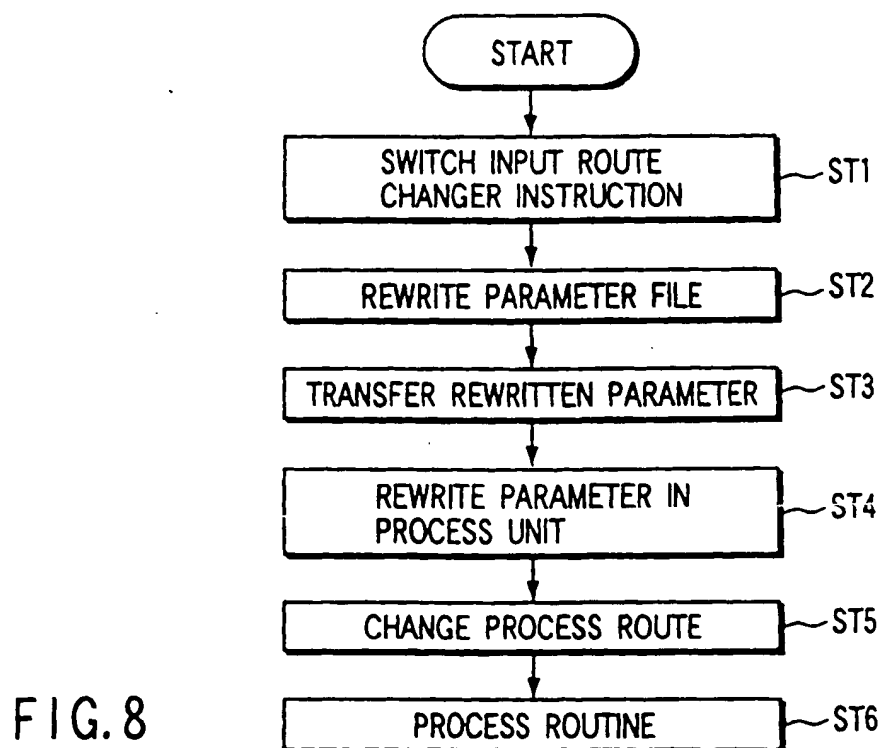 START
SWITCH INPUT ROUTE
CHANGER INSTRUCTION
ST1
REWRITE PARAMETER FILE
ST2
TRANSFER REWRITTEN PARAMETER
ST3
REWRITE PARAMETER IN
PROCESS UNIT
ST4
CHANGE PROCESS ROUTE
ST5
PROCESS ROUTINE
ST6
FIG.8